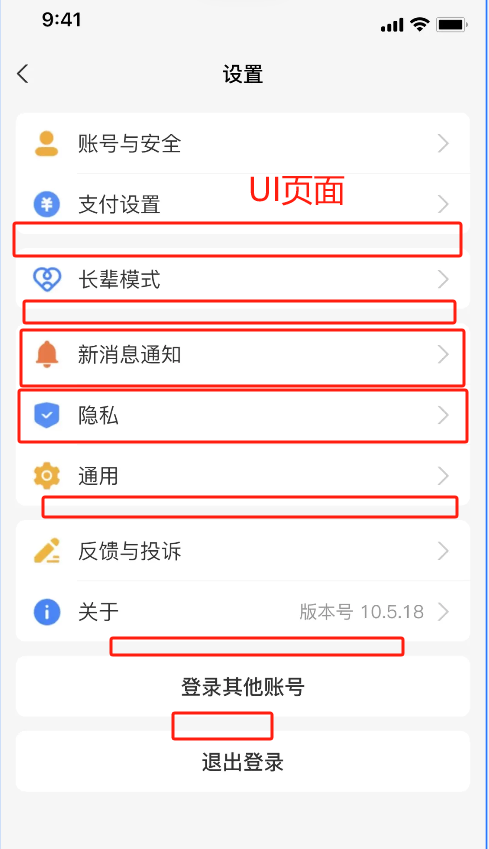 9:41
设置
账号与安全
UI页面
支付设置
长辈模式
新消息通知
隐私
通用
反馈与投诉
关于 版本号 10.5.18
登录其他账号
退出登录